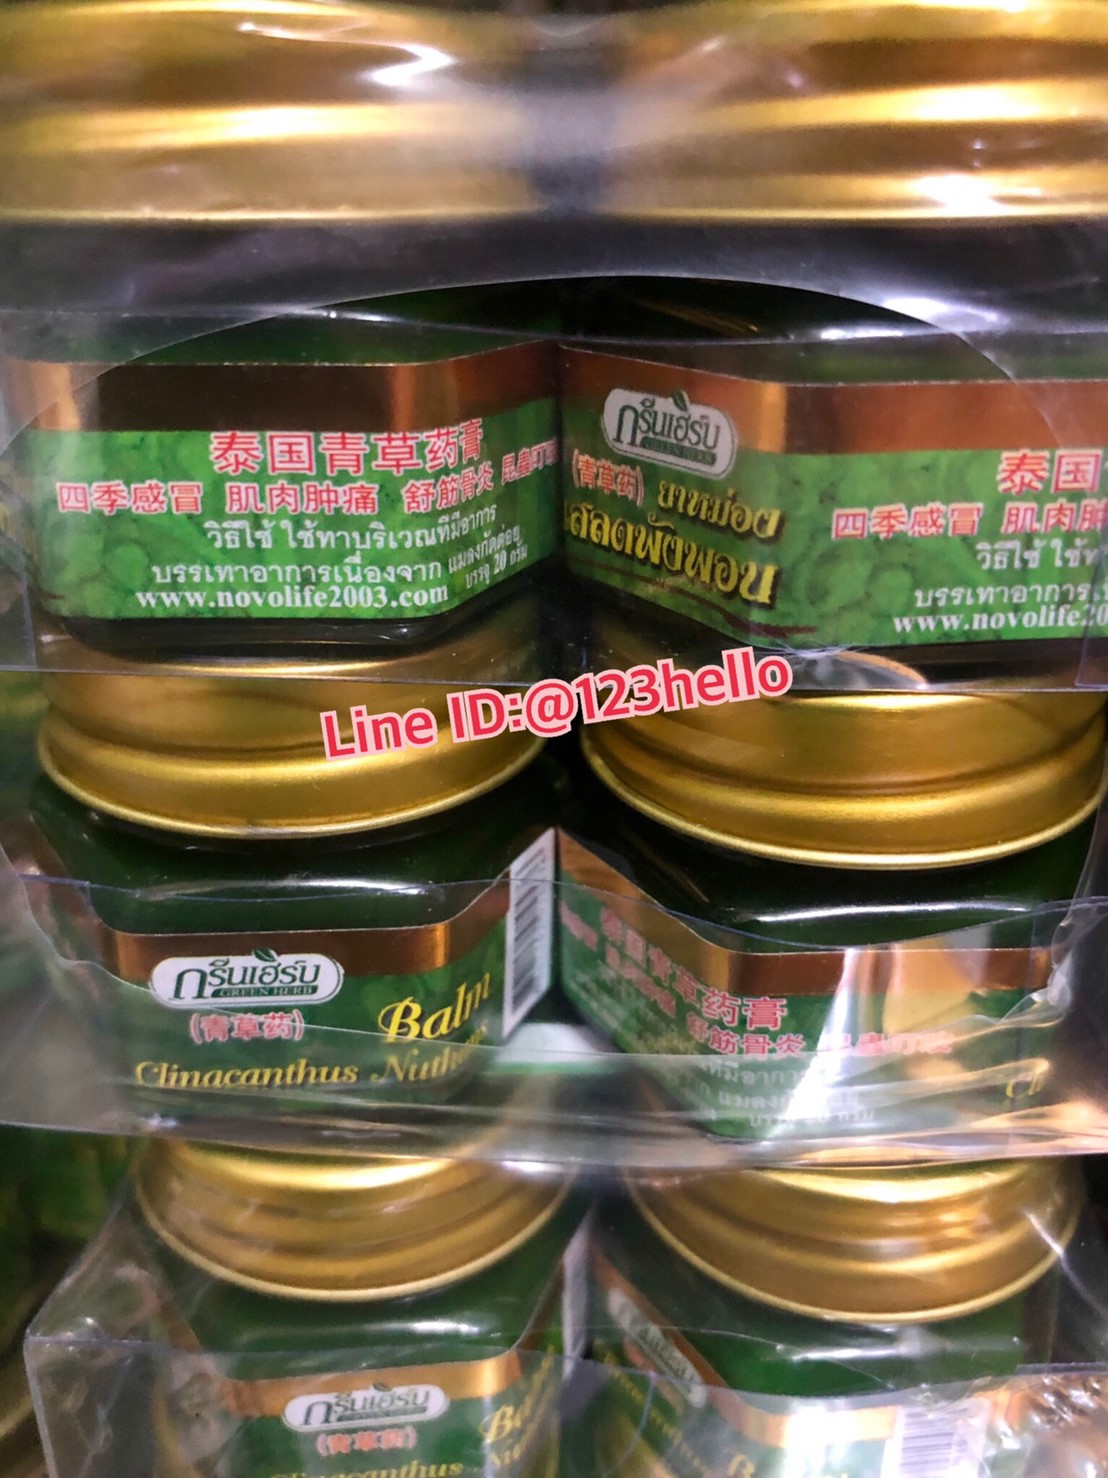 泰国青草药膏
四季感冒 肌肉肿痛 舒筋骨炎
วิธีใช้ ใช้ทาบริเวณที่มีอาการ
บรรเทาอาการเนื่องจาก แมลงกัดต่อย
บรรจุ 20 กรัม
www.novolife2003.com
กรีนเฮิร์บ
GREEN HERB
(青草药) ยาหม่อง
สลดพังพอน
泰国
四季感冒 肌肉
วิธีใช้ ใช้
บรรเทาอาการ
www.novolife20
Line ID:@123hello
กรีนเฮิร์บ
GREEN HERB
(青草药)
Balm
Clinacanthus
泰国青草药膏
舒筋骨炎
กรีนเฮิร์บ
(青草药)